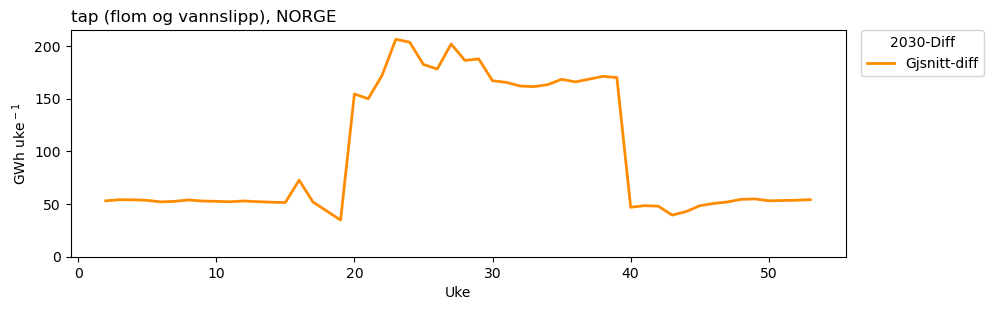 tap (flom og vannslipp), NORGE
2030-Diff
Gjsnitt-diff
GWh uke⁻¹
200
150
100
50
0
0 10 20 30 40 50
Uke